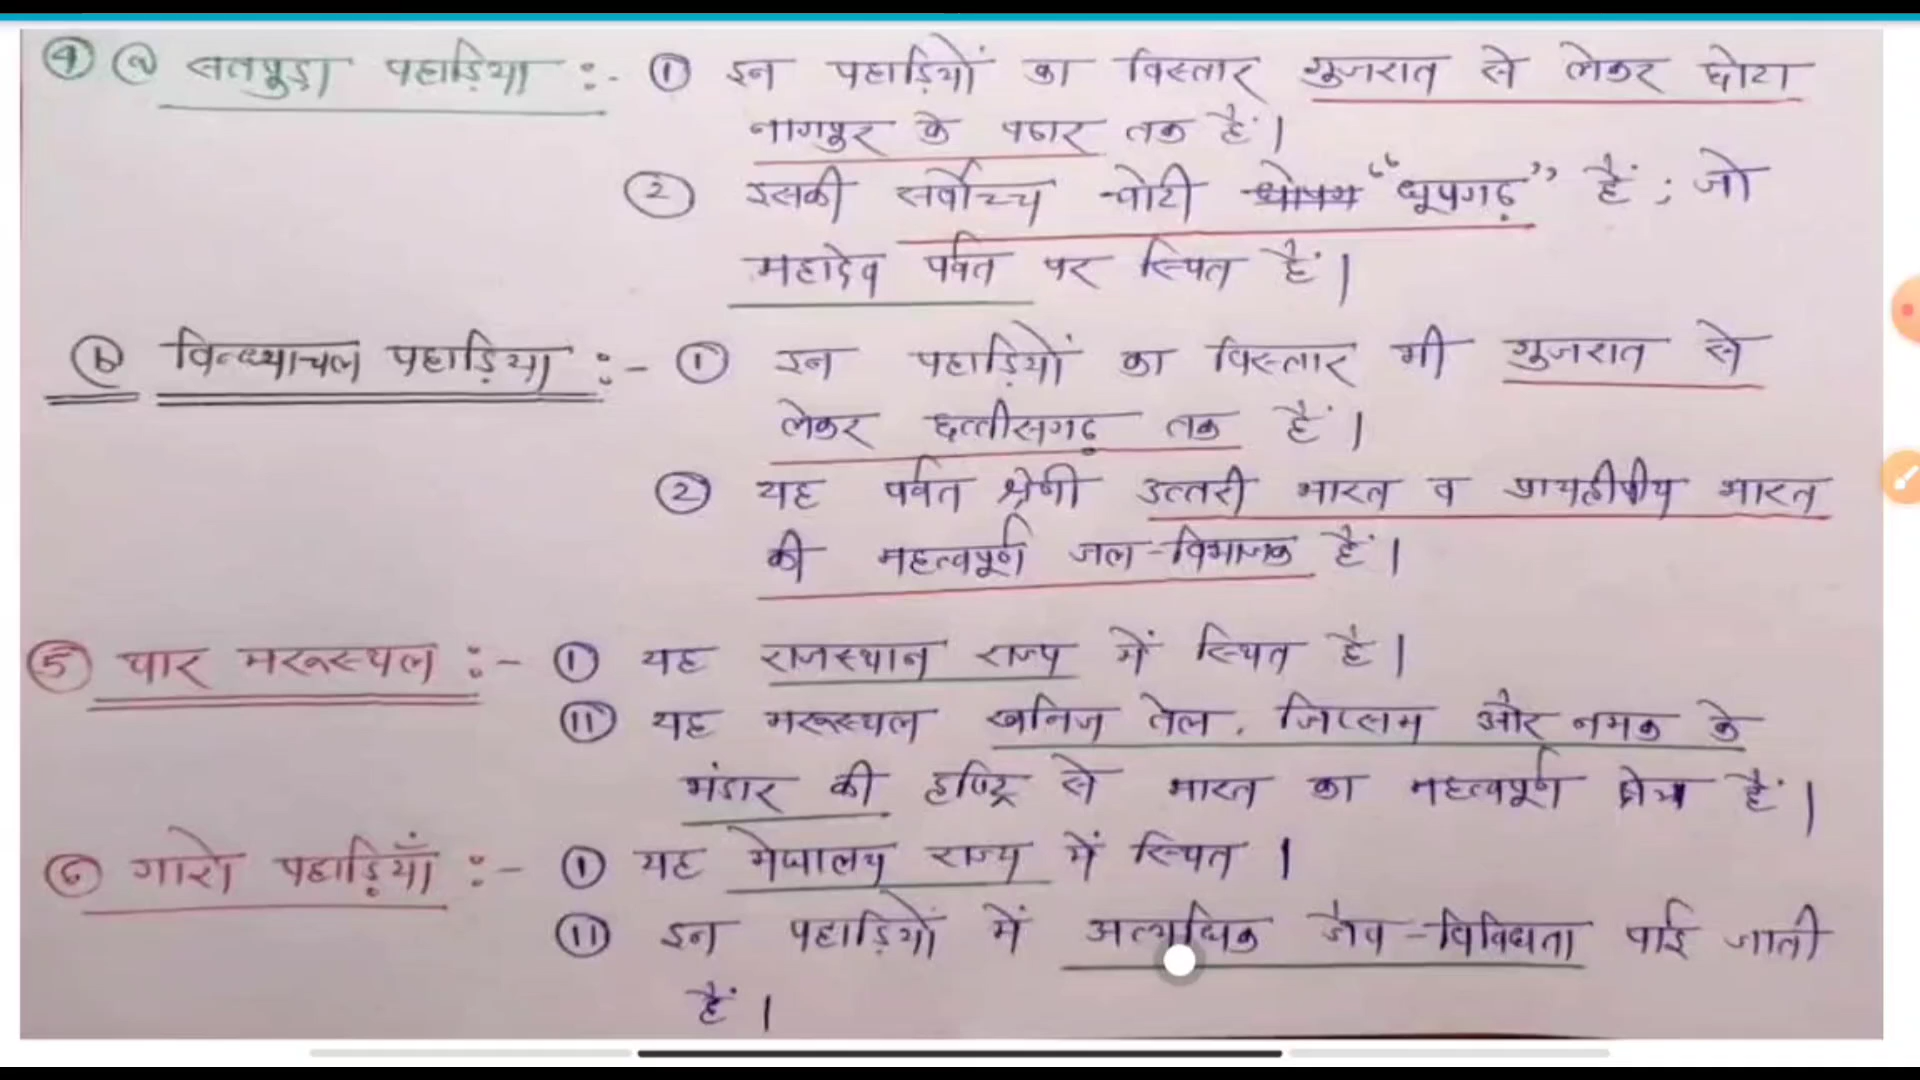 ④ ⓐ सतपुड़ा पहाड़िया :- ① इन पहाड़ियों का विस्तार गुजरात से लेकर छोटा
नागपुर के पठार तक है।
② इसकी सर्वोच्च चोटी "धूपगढ़" हैं ; जो
महादेव पर्वत पर स्थित हैं।
ⓑ विन्ध्याचल पहाड़िया :- ① इन पहाड़ियों का विस्तार भी गुजरात से
लेकर छत्तीसगढ़ तक हैं।
② यह पर्वत श्रेणी उत्तरी भारत व प्रायद्वीपीय भारत
की महत्वपूर्ण जल-विभाजक हैं।
⑤ थार मरूस्थल :- ① यह राजस्थान राज्य में स्थित है।
⑪ यह मरूस्थल खनिज तेल, जिप्सम और नमक के
भंडार की दृष्टि से भारत का महत्वपूर्ण क्षेत्र हैं।
⑥ गारो पहाड़ियाँ :- ① यह मेघालय राज्य में स्थित।
⑪ इन पहाड़ियों में अत्यधिक जैव-विविधता पाई जाती
हैं।